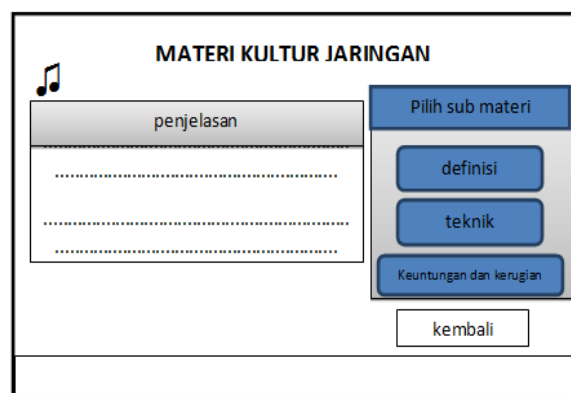 MATERI KULTUR JARINGAN
penjelasan
Pilih sub materi
definisi
teknik
Keuntungan dan kerugian
kembali